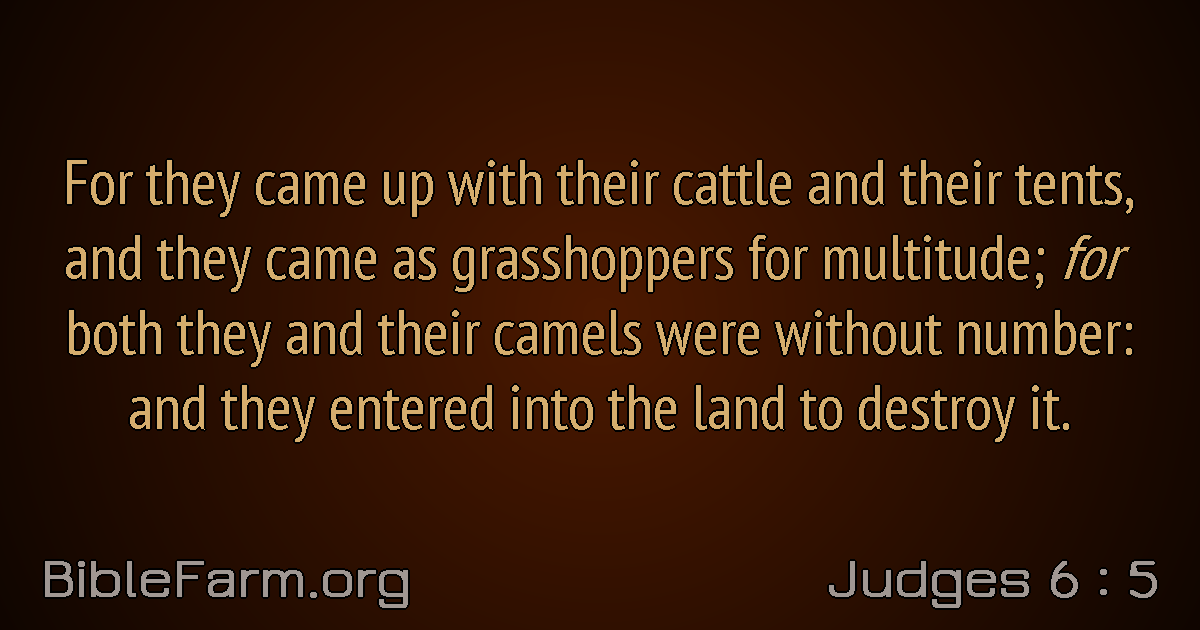 For they came up with their cattle and their tents,
and they came as grasshoppers for multitude; for
both they and their camels were without number:
and they entered into the land to destroy it.
BibleFarm.org
Judges 6 : 5